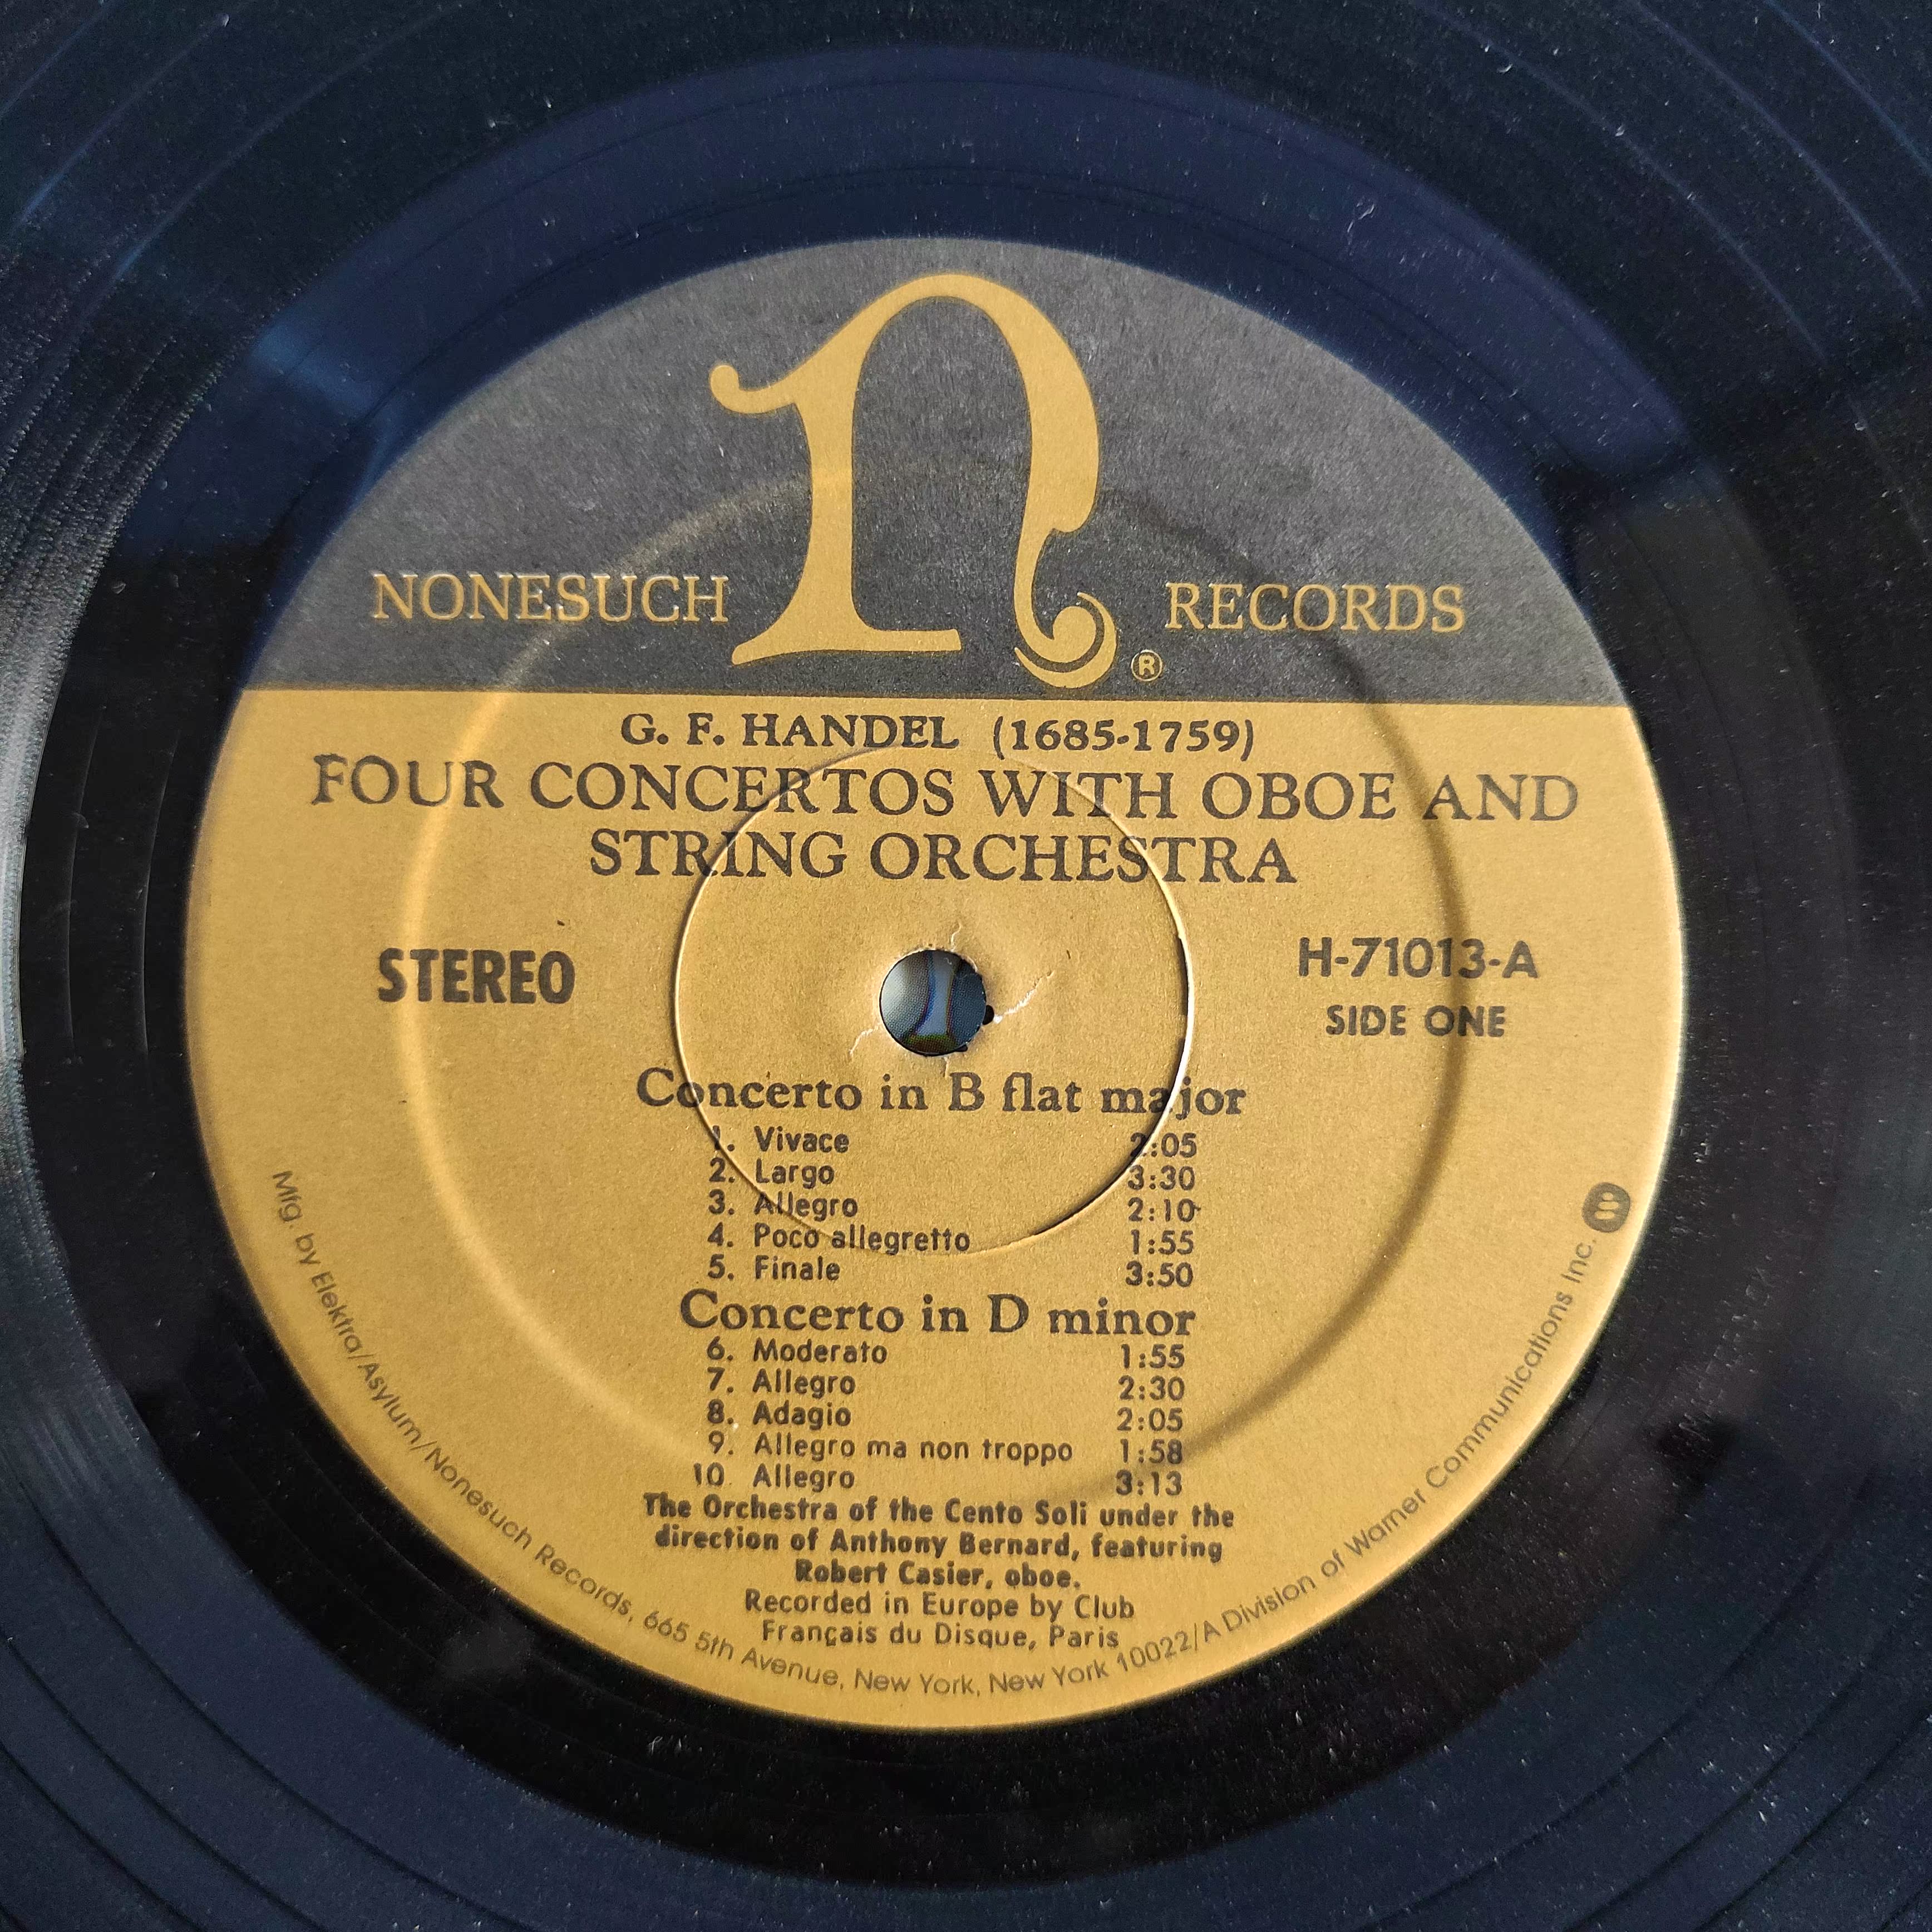 n
NONESUCH RECORDS ®
G. F. HANDEL (1685-1759)
FOUR CONCERTOS WITH OBOE AND
STRING ORCHESTRA
STEREO
H-71013-A
SIDE ONE
Concerto in B flat major
1. Vivace 2:05
2. Largo 3:30
3. Allegro 2:10
4. Poco allegretto 1:55
5. Finale 3:50
Concerto in D minor
6. Moderato 1:55
7. Allegro 2:30
8. Adagio 2:05
9. Allegro ma non troppo 1:58
10 Allegro 3:13
The Orchestra of the Cento Soli under the
direction of Anthony Bernard, featuring
Robert Casier, oboe.
Recorded in Europe by Club
Français du Disque, Paris
Mfg. by Elektra/Asylum/Nonesuch Records, 665 5th Avenue, New York, New York 10022/A Division of Warner Communications Inc.